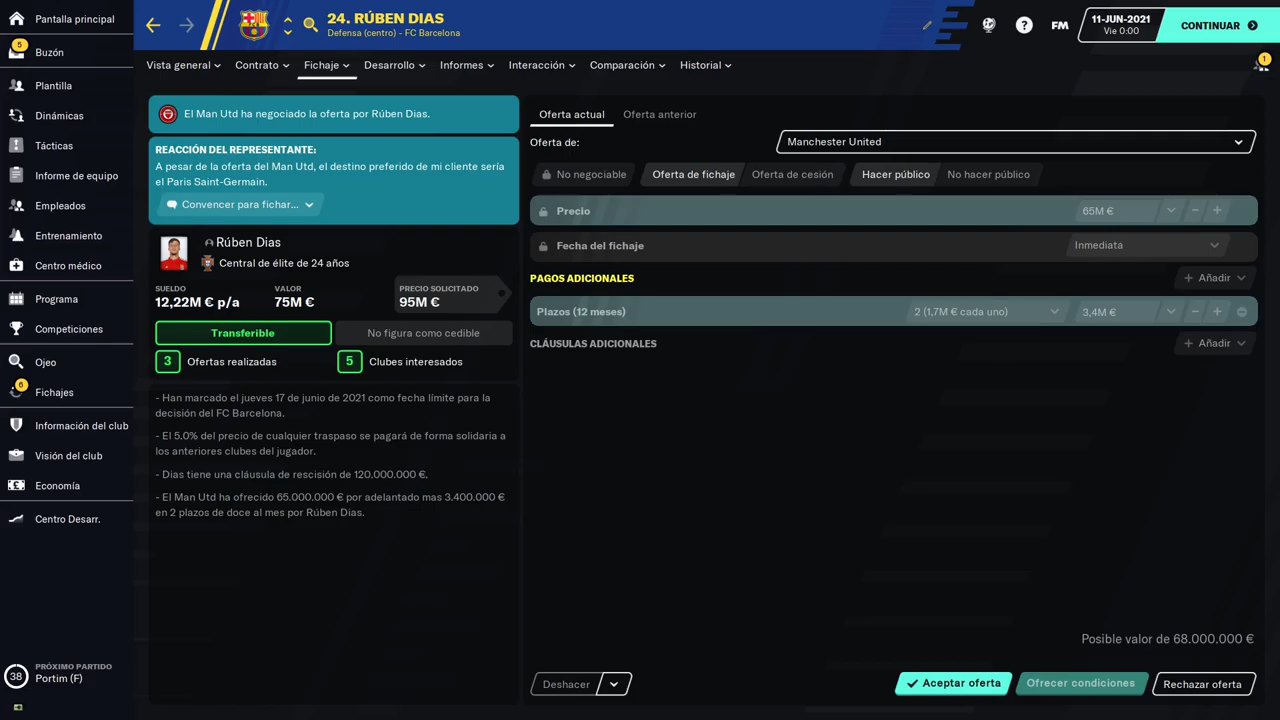 Pantalla principal
5
Buzón
Plantilla
Dinámicas
Tácticas
Informe de equipo
Empleados
Entrenamiento
Centro médico
Programa
Competiciones
Ojeo
6
Fichajes
Información del club
Visión del club
Economía
Centro Desarr.
38
PRÓXIMO PARTIDO
Portim (F)
24. RÚBEN DIAS
Defensa (centro) - FC Barcelona
?
FM
11-JUN-2021
Vie 0:00
CONTINUAR
Vista general
Contrato
Fichaje
Desarrollo
Informes
Interacción
Comparación
Historial
1
El Man Utd ha negociado la oferta por Rúben Dias.
REACCIÓN DEL REPRESENTANTE:
A pesar de la oferta del Man Utd, el destino preferido de mi cliente sería
el Paris Saint-Germain.
Convencer para fichar...
Rúben Dias
Central de élite de 24 años
SUELDO
12,22M € p/a
VALOR
75M €
PRECIO SOLICITADO
95M €
Transferible
No figura como cedible
3
Ofertas realizadas
5
Clubes interesados
- Han marcado el jueves 17 de junio de 2021 como fecha límite para la
decisión del FC Barcelona.
- El 5.0% del precio de cualquier traspaso se pagará de forma solidaria a
los anteriores clubes del jugador.
- Dias tiene una cláusula de rescisión de 120.000.000 €.
- El Man Utd ha ofrecido 65.000.000 € por adelantado mas 3.400.000 €
en 2 plazos de doce al mes por Rúben Dias.
Oferta actual
Oferta anterior
Oferta de:
Manchester United
No negociable
Oferta de fichaje
Oferta de cesión
Hacer público
No hacer público
Precio
65M €
Fecha del fichaje
Inmediata
PAGOS ADICIONALES
Añadir
Plazos (12 meses)
2 (1,7M € cada uno)
3,4M €
CLÁUSULAS ADICIONALES
Añadir
Posible valor de 68.000.000 €
Deshacer
Aceptar oferta
Ofrecer condiciones
Rechazar oferta